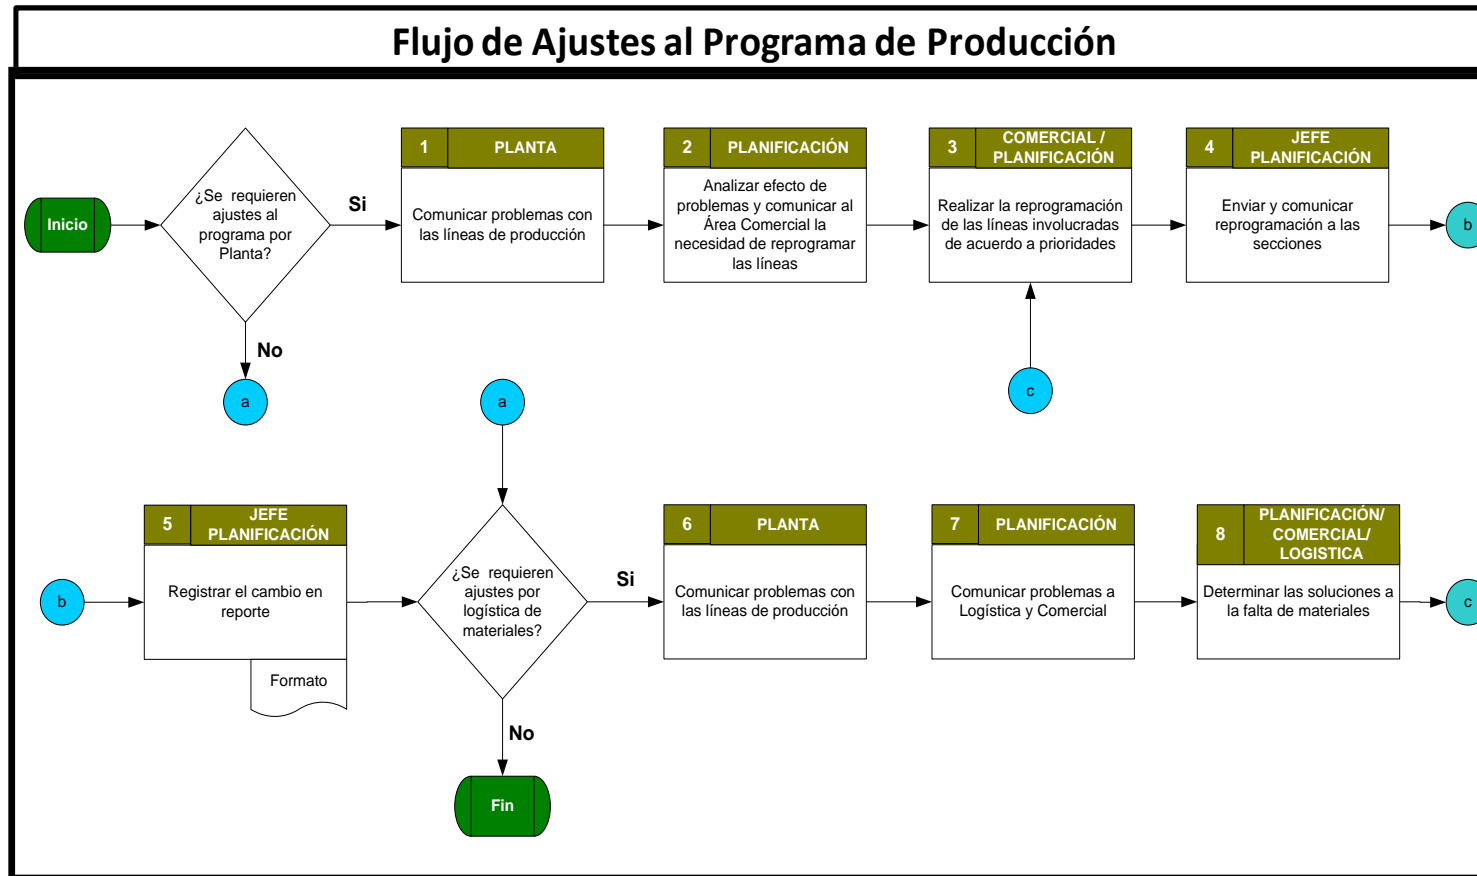 Flujo de Ajustes al Programa de Producción
Inicio
¿Se requieren
ajustes al
programa por
Planta?
Si
No
a
1
PLANTA
Comunicar problemas con
las líneas de producción
2
PLANIFICACIÓN
Analizar efecto de
problemas y comunicar al
Área Comercial la
necesidad de reprogramar
las líneas
3
COMERCIAL /
PLANIFICACIÓN
Realizar la reprogramación
de las líneas involucradas
de acuerdo a prioridades
c
4
JEFE
PLANIFICACIÓN
Enviar y comunicar
reprogramación a las
secciones
b
b
5
JEFE
PLANIFICACIÓN
Registrar el cambio en
reporte
Formato
a
¿Se requieren
ajustes por
logística de
materiales?
Si
No
Fin
6
PLANTA
Comunicar problemas con
las líneas de producción
7
PLANIFICACIÓN
Comunicar problemas a
Logística y Comercial
8
PLANIFICACIÓN/
COMERCIAL/
LOGISTICA
Determinar las soluciones a
la falta de materiales
c